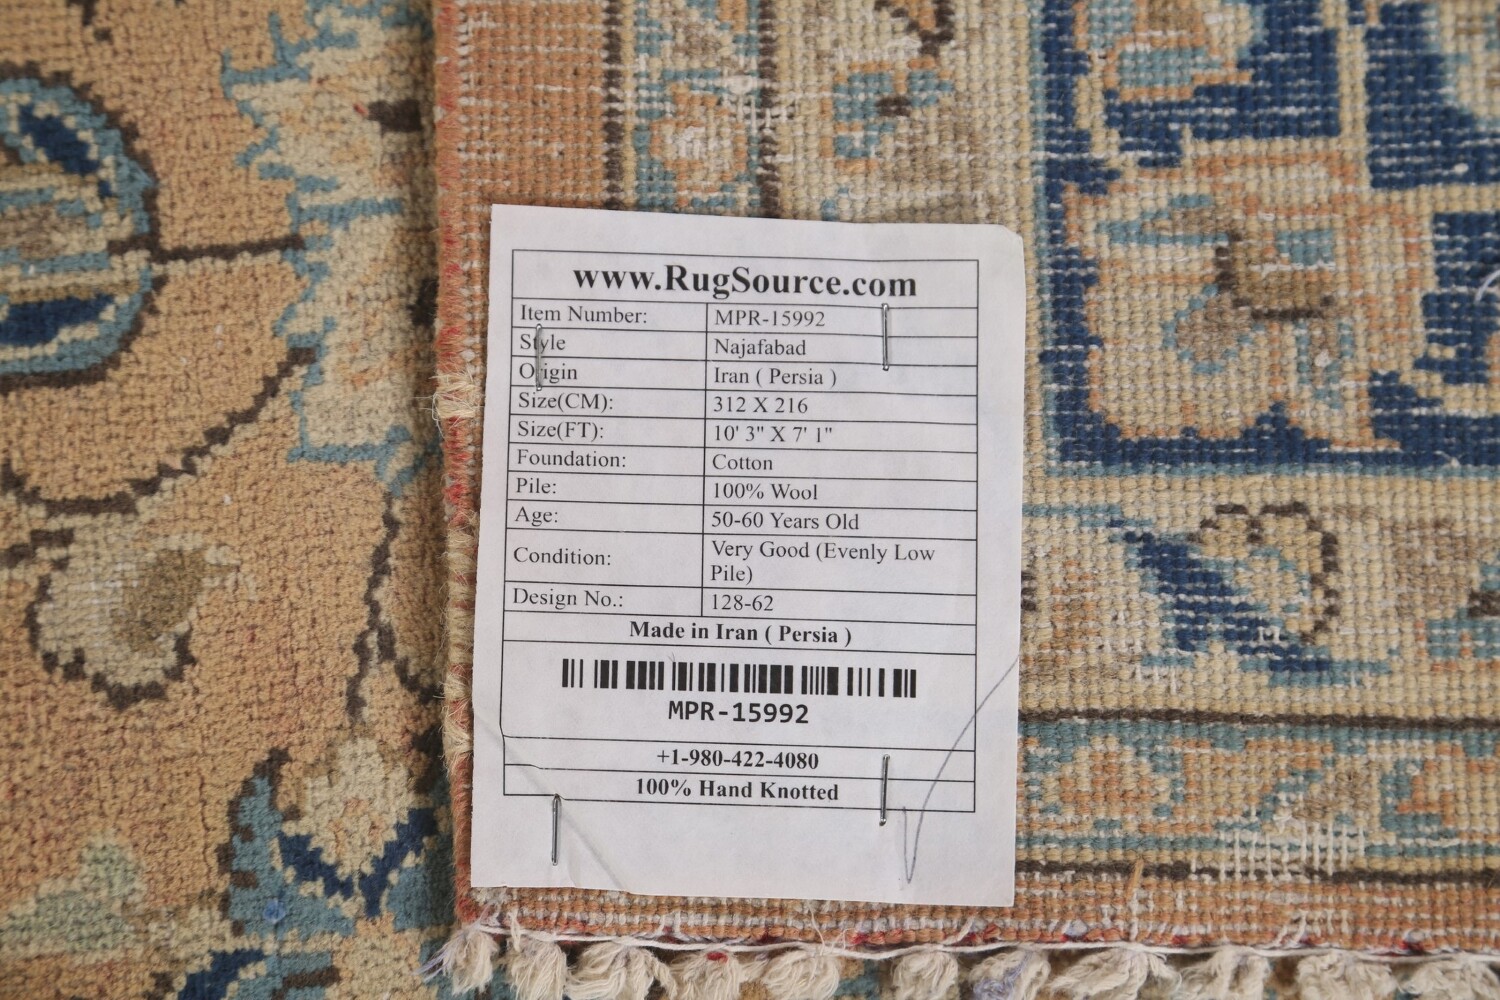 www.RugSource.com
Item Number: MPR-15992
Style Najafabad
Origin Iran ( Persia )
Size(CM): 312 X 216
Size(FT): 10' 3" X 7' 1"
Foundation: Cotton
Pile: 100% Wool
Age: 50-60 Years Old
Condition: Very Good (Evenly Low
Pile)
Design No.: 128-62
Made in Iran ( Persia )
MPR-15992
+1-980-422-4080
100% Hand Knotted